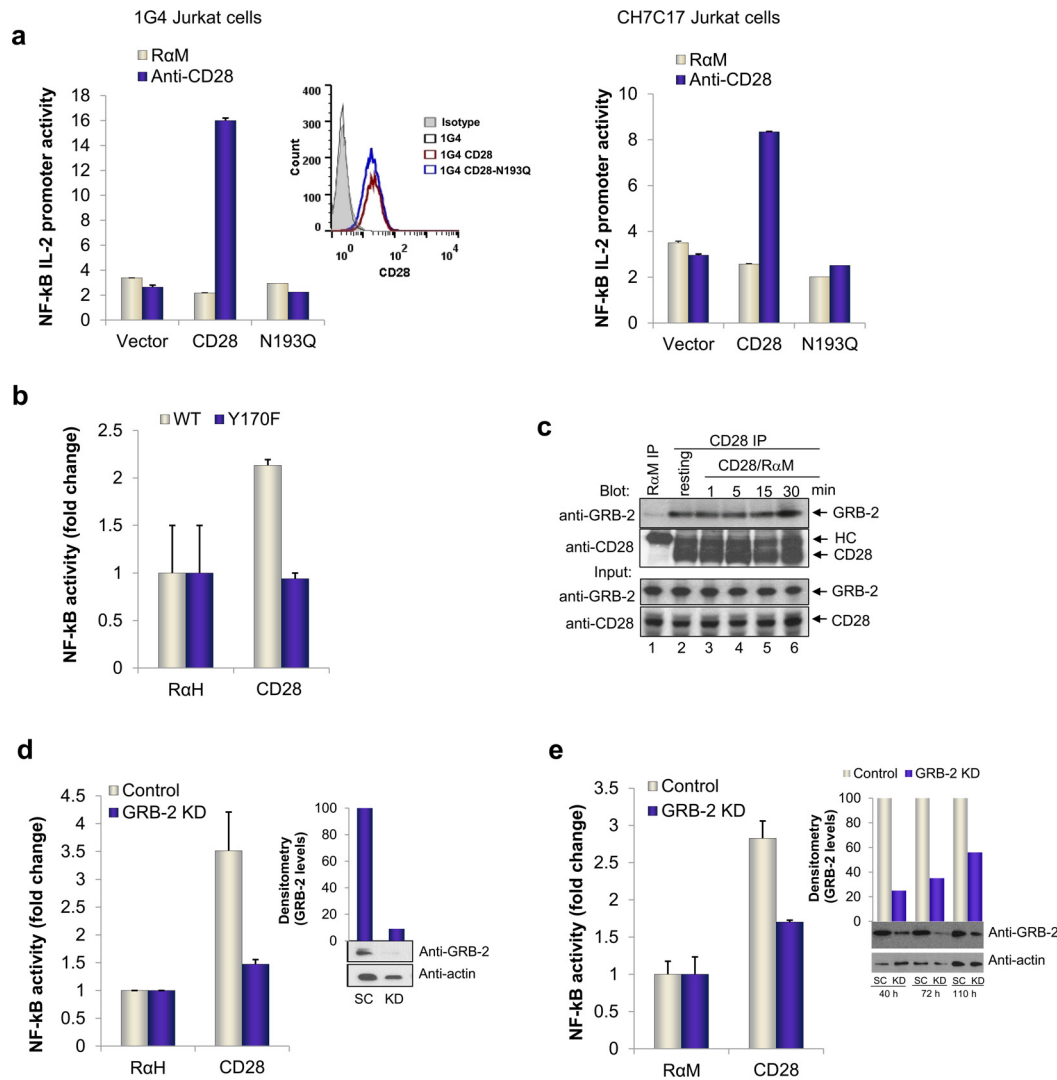 1G4 Jurkat cells
CH7C17 Jurkat cells
a
RαM
Anti-CD28
NF-kB IL-2 promoter activity
18
16
14
12
10
8
6
4
2
0
Vector
CD28
N193Q
Count
400
300
200
100
0
10^0
10^2
10^4
CD28
Isotype
1G4
1G4 CD28
1G4 CD28-N193Q
RαM
Anti-CD28
NF-kB IL-2 promoter activity
10
8
6
4
2
0
Vector
CD28
N193Q
b
WT
Y170F
NF-kB activity (fold change)
2.5
2
1.5
1
0.5
0
RαH
CD28
c
CD28 IP
RαM IP
resting
CD28/RαM
Blot:
1 5 15 30 min
anti-GRB-2
GRB-2
anti-CD28
HC
CD28
Input:
anti-GRB-2
GRB-2
anti-CD28
CD28
1 2 3 4 5 6
d
Control
GRB-2 KD
NF-kB activity (fold change)
4.5
4
3.5
3
2.5
2
1.5
1
0.5
0
RαH
CD28
Densitometry
(GRB-2 levels)
100
80
60
40
20
0
Anti-GRB-2
Anti-actin
SC KD
e
Control
GRB-2 KD
NF-kB activity (fold change)
3.5
3
2.5
2
1.5
1
0.5
0
RαM
CD28
Control
GRB-2 KD
Densitometry
(GRB-2 levels)
100
80
60
40
20
0
Anti-GRB-2
Anti-actin
SC KD SC KD SC KD
40 h 72 h 110 h